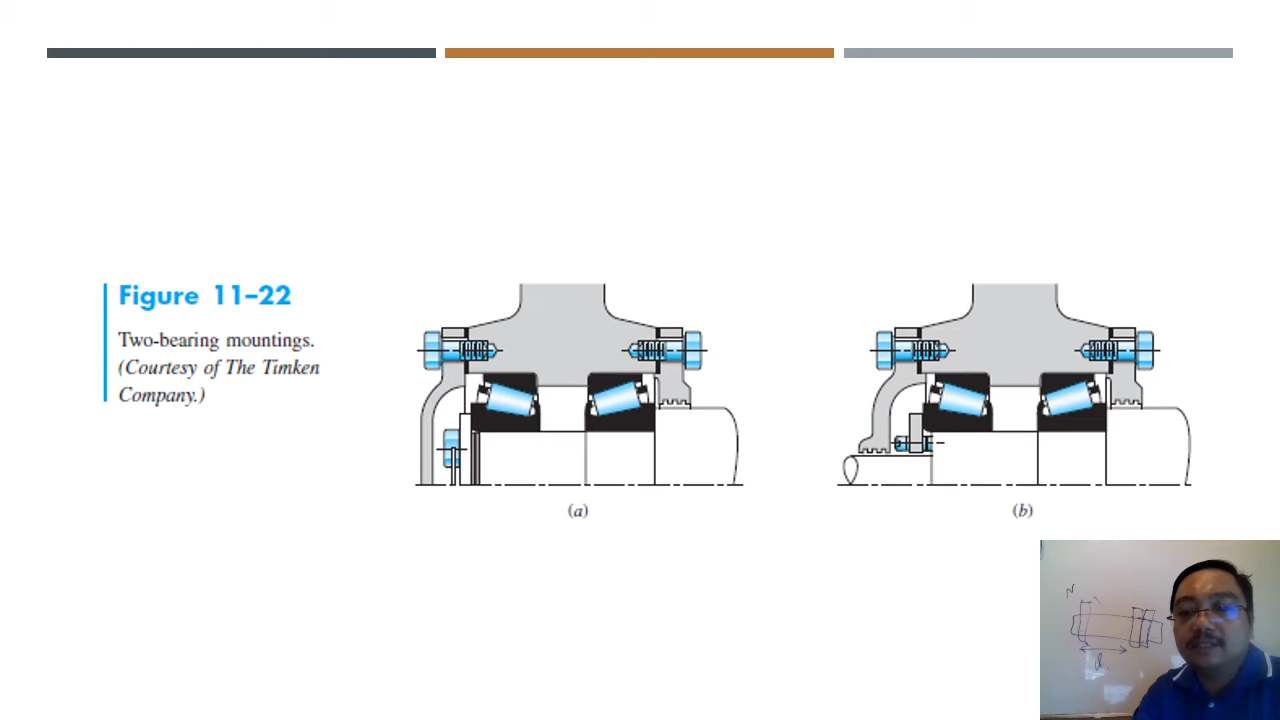 Figure 11–22
Two-bearing mountings.
(Courtesy of The Timken
Company.)
(a)
(b)
N
d